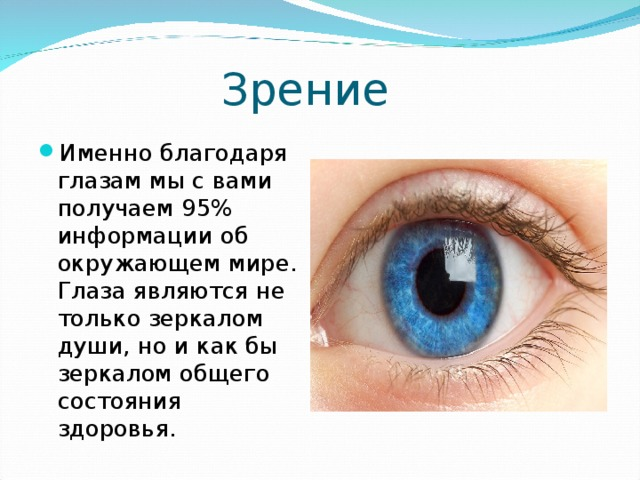 Зрение
Именно благодаря
глазам мы с вами
получаем 95%
информации об
окружающем мире.
Глаза являются не
только зеркалом
души, но и как бы
зеркалом общего
состояния
здоровья.